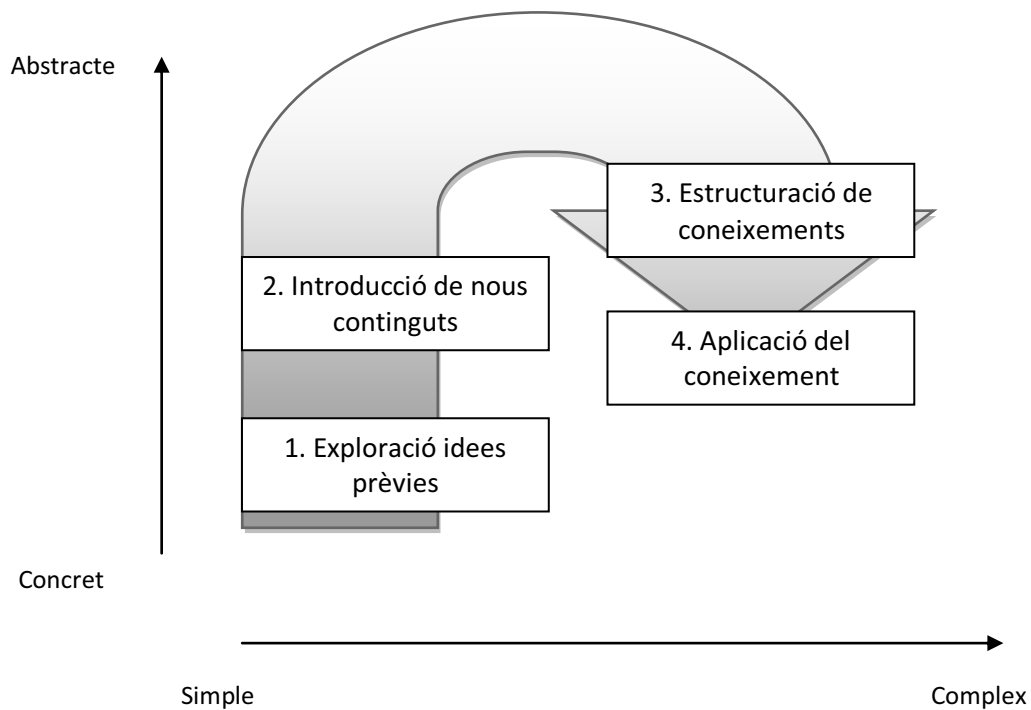 Abstracte
3. Estructuració de
coneixements
2. Introducció de nous
continguts
4. Aplicació del
coneixement
1. Exploració idees
prèvies
Concret
Simple
Complex